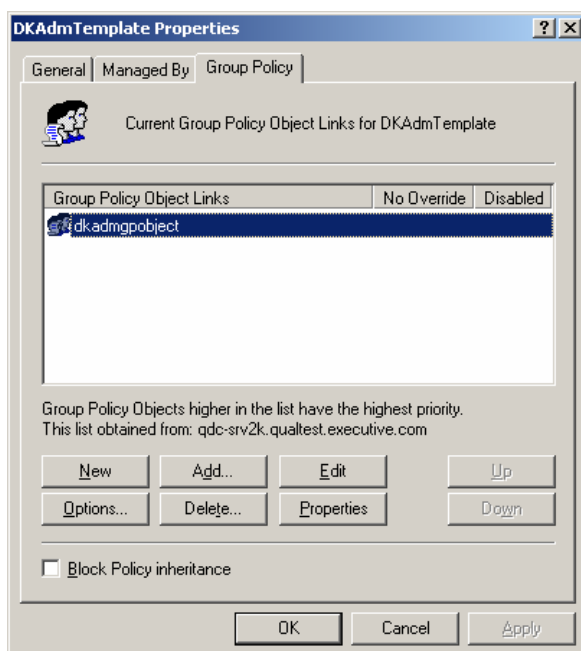 DKAdmTemplate Properties
General Managed By Group Policy
Current Group Policy Object Links for DKAdmTemplate
Group Policy Object Links No Override Disabled
dkadmgpobject
Group Policy Objects higher in the list have the highest priority.
This list obtained from: qdc-srv2k.qualtest.executive.com
New Add... Edit Up
Options... Delete... Properties Down
Block Policy inheritance
OK Cancel Apply